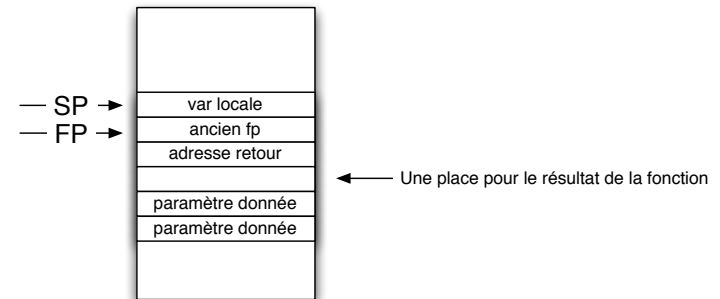 SP
var locale
FP
ancien fp
adresse retour
Une place pour le résultat de la fonction
paramètre donnée
paramètre donnée